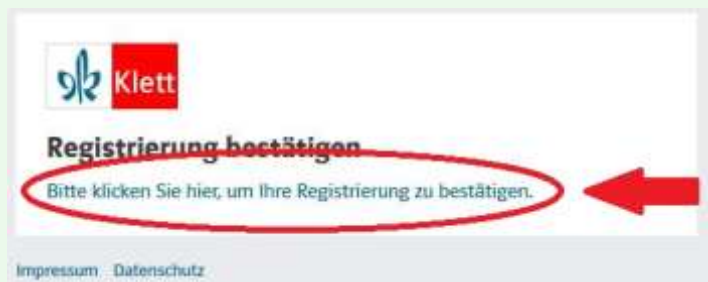 Klett
Registrierung bestätigen
Bitte klicken Sie hier, um Ihre Registrierung zu bestätigen.
Impressum Datenschutz